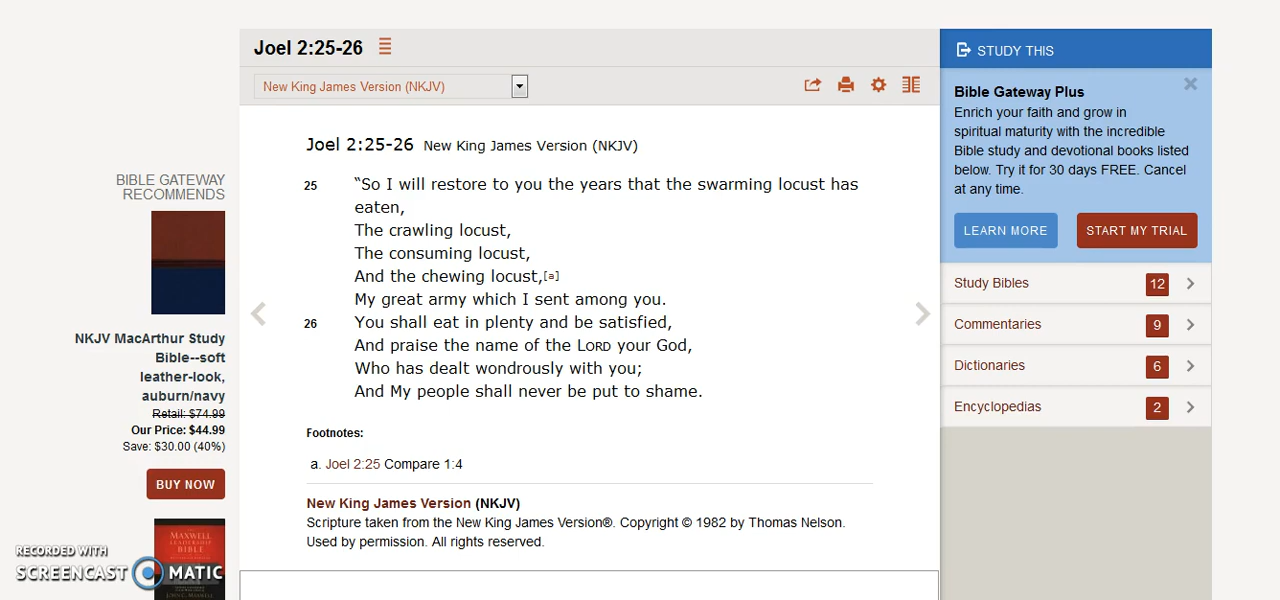 Joel 2:25-26
New King James Version (NKJV)
Joel 2:25-26 New King James Version (NKJV)
25 “So I will restore to you the years that the swarming locust has
eaten,
The crawling locust,
The consuming locust,
And the chewing locust,[a]
My great army which I sent among you.
26 You shall eat in plenty and be satisfied,
And praise the name of the LORD your God,
Who has dealt wondrously with you;
And My people shall never be put to shame.
Footnotes:
a. Joel 2:25 Compare 1:4
New King James Version (NKJV)
Scripture taken from the New King James Version®. Copyright © 1982 by Thomas Nelson.
Used by permission. All rights reserved.
BIBLE GATEWAY
RECOMMENDS
NKJV MacArthur Study
Bible--soft
leather-look,
auburn/navy
Retail: $74.99
Our Price: $44.99
Save: $30.00 (40%)
BUY NOW
MAXWELL
LEADERSHIP
BIBLE
RECORDED WITH
SCREENCAST MATIC
STUDY THIS
Bible Gateway Plus
Enrich your faith and grow in
spiritual maturity with the incredible
Bible study and devotional books listed
below. Try it for 30 days FREE. Cancel
at any time.
LEARN MORE
START MY TRIAL
Study Bibles 12
Commentaries 9
Dictionaries 6
Encyclopedias 2